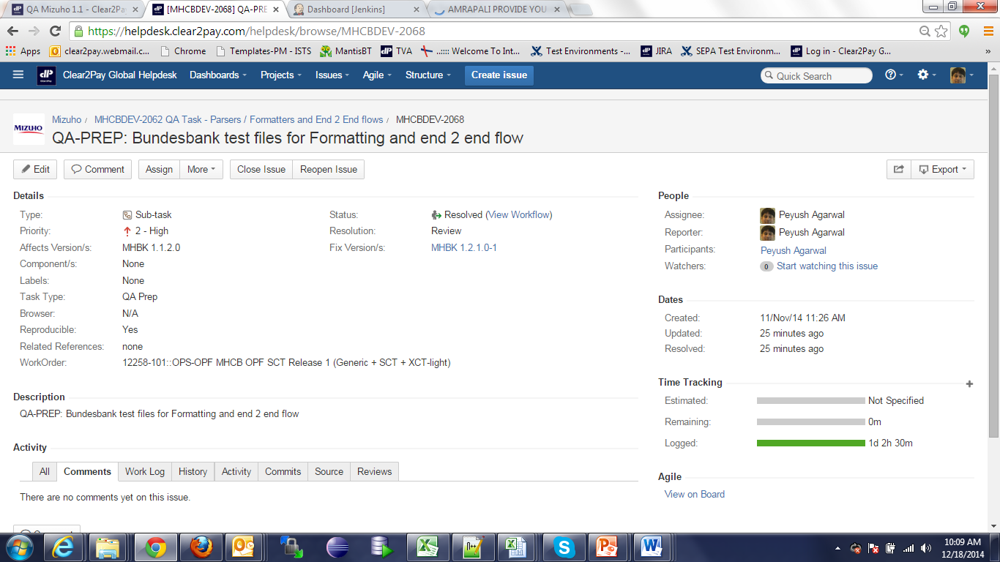 QA Mizuho 1.1 - Clear2Pay
[MHCBDEV-2068] QA-PRE
Dashboard [Jenkins]
AMRAPALI PROVIDE YOU
https://helpdesk.clear2pay.com/helpdesk/browse/MHCBDEV-2068
Apps clear2pay.webmail.c... Chrome Templates-PM - ISTS MantisBT TVA ..:::: Welcome To Int... Test Environments -... JIRA SEPA Test Environm... Log in - Clear2Pay G... »
Clear2Pay Global Helpdesk Dashboards Projects Issues Agile Structure Create issue Quick Search
MIZUHO
Mizuho / MHCBDEV-2062 QA Task - Parsers / Formatters and End 2 End flows / MHCBDEV-2068
QA-PREP: Bundesbank test files for Formatting and end 2 end flow
Edit Comment Assign More Close Issue Reopen Issue Export
Details
Type: Sub-task
Priority: 2 - High
Affects Version/s: MHBK 1.1.2.0
Component/s: None
Labels: None
Task Type: QA Prep
Browser: N/A
Reproducible: Yes
Related References: none
WorkOrder: 12258-101::OPS-OPF MHCB OPF SCT Release 1 (Generic + SCT + XCT-light)
Status: Resolved (View Workflow)
Resolution: Review
Fix Version/s: MHBK 1.2.1.0-1
Description
QA-PREP: Bundesbank test files for Formatting and end 2 end flow
Activity
All Comments Work Log History Activity Commits Source Reviews
There are no comments yet on this issue.
People
Assignee: Peyush Agarwal
Reporter: Peyush Agarwal
Participants: Peyush Agarwal
Watchers: 0 Start watching this issue
Dates
Created: 11/Nov/14 11:26 AM
Updated: 25 minutes ago
Resolved: 25 minutes ago
Time Tracking
Estimated: Not Specified
Remaining: 0m
Logged: 1d 2h 30m
Agile
View on Board
10:09 AM
12/18/2014